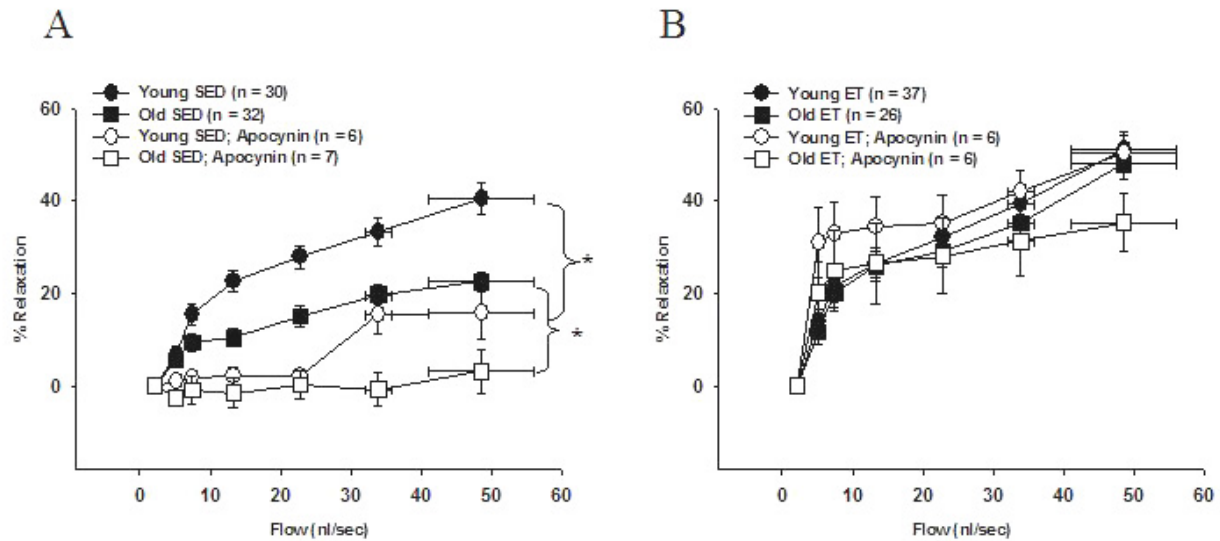 A
Young SED (n = 30)
Old SED (n = 32)
Young SED; Apocynin (n = 6)
Old SED; Apocynin (n = 7)
60
40
20
0
% Relaxation
*
*
0 10 20 30 40 50 60
Flow (nl/sec)
B
Young ET (n = 37)
Old ET (n = 26)
Young ET; Apocynin (n = 6)
Old ET; Apocynin (n = 6)
60
40
20
0
% Relaxation
0 10 20 30 40 50 60
Flow (nl/sec)